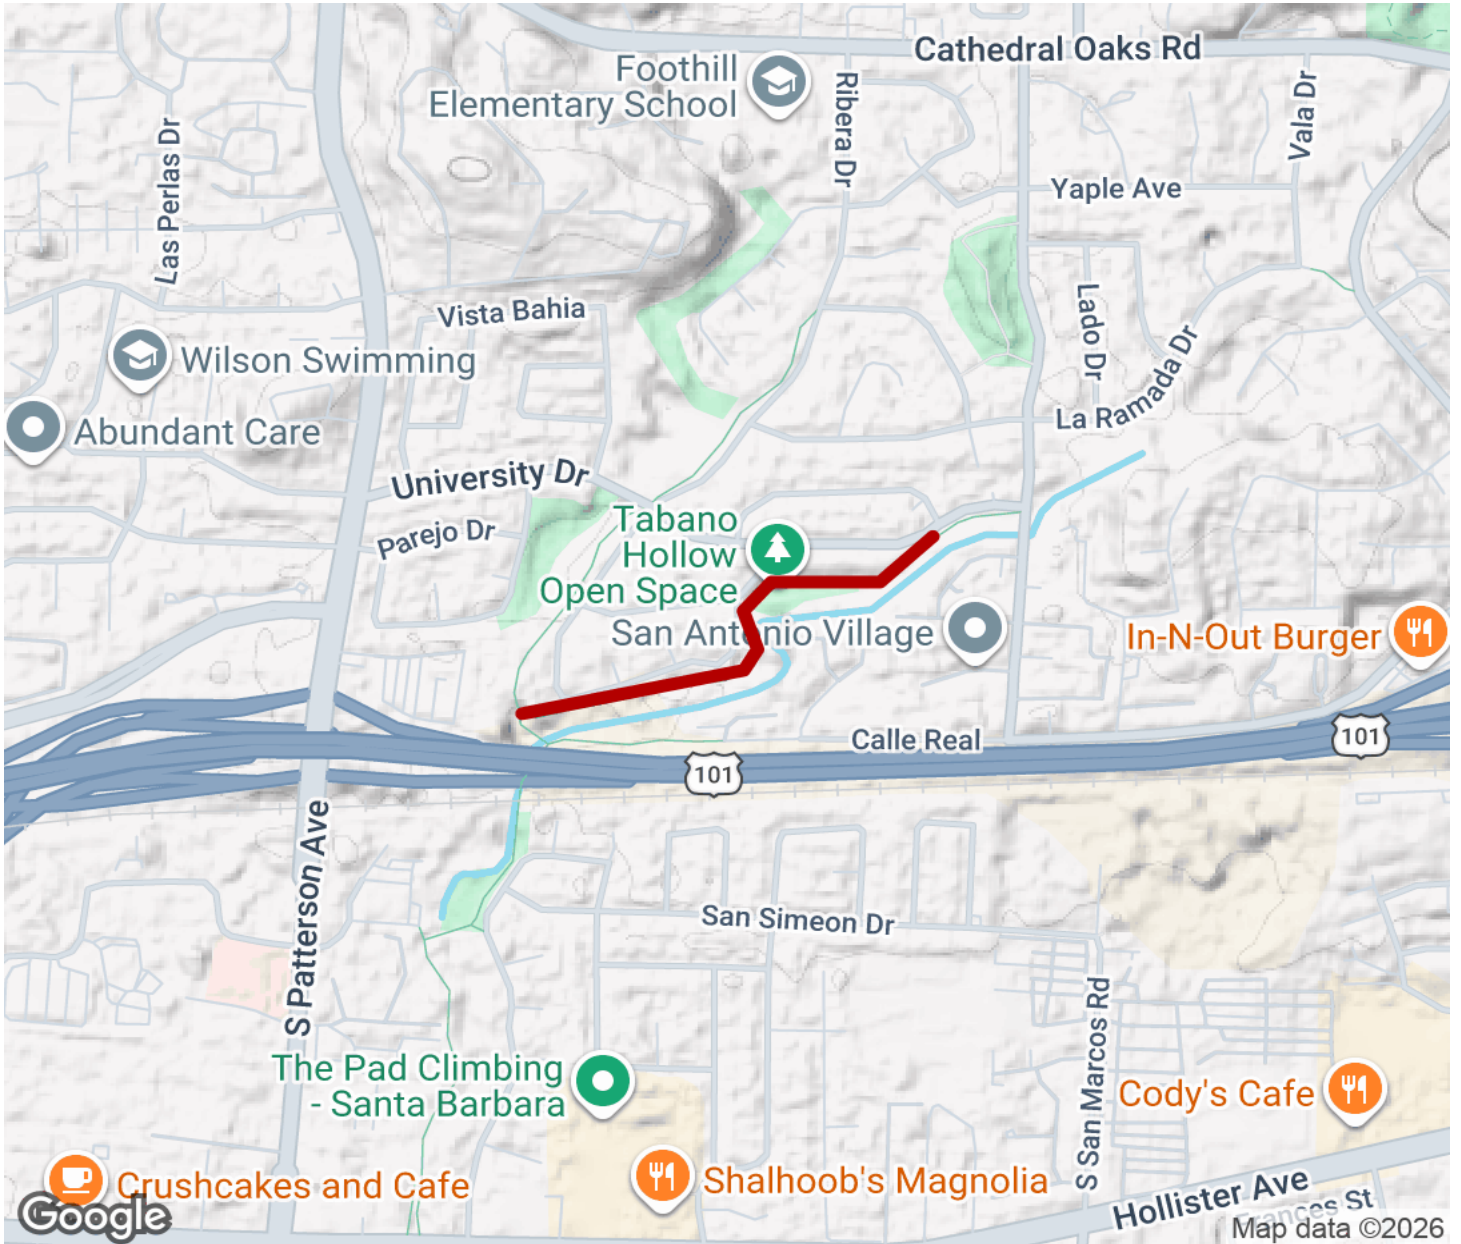 Cathedral Oaks Rd
Foothill
Elementary School
Ribera Dr
Vala Dr
Las Perlas Dr
Yaple Ave
Vista Bahia
Lado Dr
Wilson Swimming
La Ramada Dr
Abundant Care
University Dr
Parejo Dr
Tabano
Hollow
Open Space
San Antonio Village
In-N-Out Burger
Calle Real
101
101
S Patterson Ave
San Simeon Dr
S San Marcos Rd
The Pad Climbing
- Santa Barbara
Cody's Cafe
Crushcakes and Cafe
Shalhoob's Magnolia
Hollister Ave
Frances St
Google
Map data ©2026